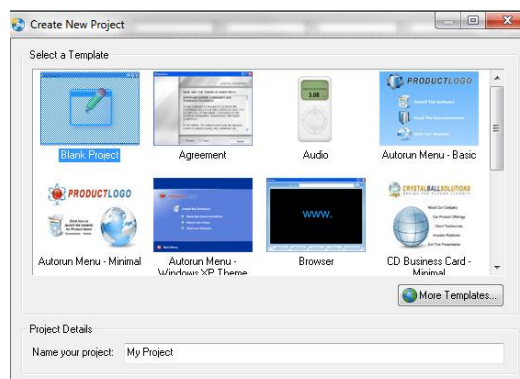 Create New Project
Select a Template
3.08
PRODUCTLOGO
Blank Project
Agreement
Audio
Autorun Menu - Basic
PRODUCTLOGO
www.
CRYSTALBALLSOLUTIONS
Autorun Menu - Minimal
Autorun Menu -
Windows XP Theme
Browser
CD Business Card -
Minimal
More Templates...
Project Details
Name your project: My Project